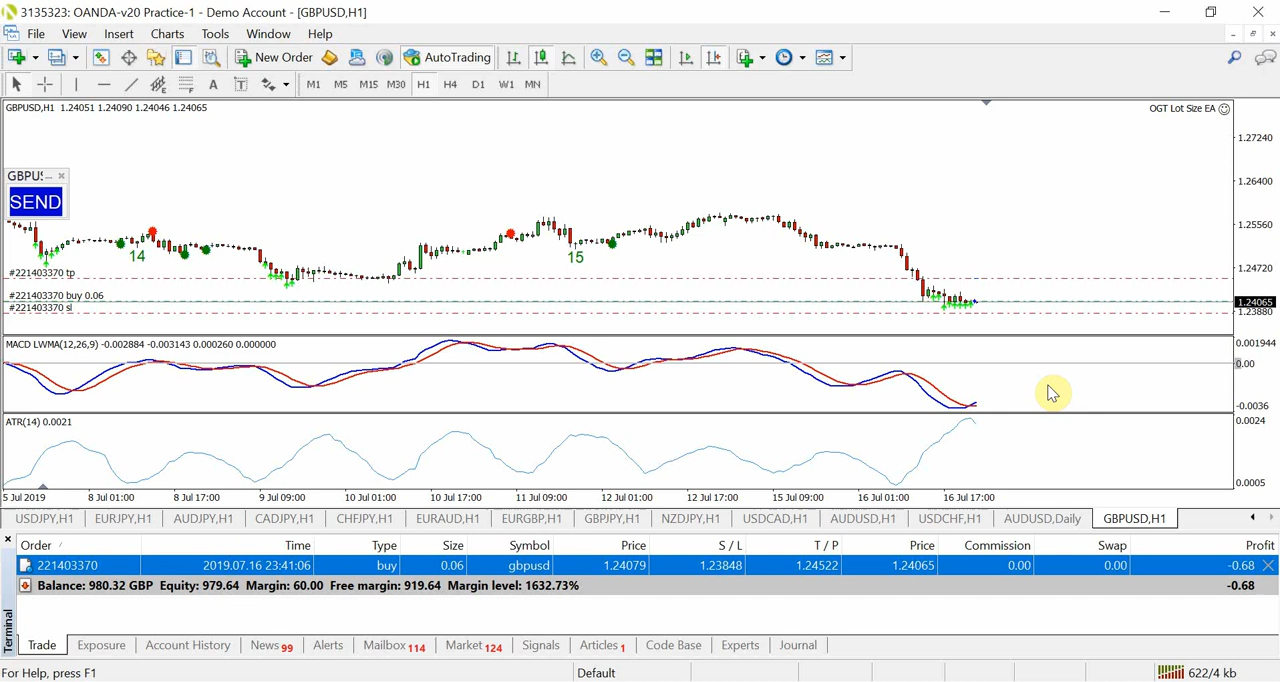 3135323: OANDA-v20 Practice-1 - Demo Account - [GBPUSD,H1]
File View Insert Charts Tools Window Help
New Order AutoTrading
A T M1 M5 M15 M30 H1 H4 D1 W1 MN
GBPUSD,H1 1.24051 1.24090 1.24046 1.24065
OGT Lot Size EA
1.27240
1.26400
1.25560
1.24720
1.24065
1.23880
GBPUS...
SEND
14
15
#221403370 tp
#221403370 buy 0.06
#221403370 sl
MACD LWMA(12,26,9) -0.002884 -0.003143 0.000260 0.000000
0.001944
0.00
-0.0036
ATR(14) 0.0021
0.0024
0.0005
5 Jul 2019 8 Jul 01:00 8 Jul 17:00 9 Jul 09:00 10 Jul 01:00 10 Jul 17:00 11 Jul 09:00 12 Jul 01:00 12 Jul 17:00 15 Jul 09:00 16 Jul 01:00 16 Jul 17:00
USDJPY,H1 EURJPY,H1 AUDJPY,H1 CADJPY,H1 CHFJPY,H1 EURAUD,H1 EURGBP,H1 GBPJPY,H1 NZDJPY,H1 USDCAD,H1 AUDUSD,H1 USDCHF,H1 AUDUSD,Daily GBPUSD,H1
Order / Time Type Size Symbol Price S / L T / P Price Commission Swap Profit
221403370 2019.07.16 23:41:06 buy 0.06 gbpusd 1.24079 1.23848 1.24522 1.24065 0.00 0.00 -0.68
Balance: 980.32 GBP Equity: 979.64 Margin: 60.00 Free margin: 919.64 Margin level: 1632.73% -0.68
Terminal
Trade Exposure Account History News 99 Alerts Mailbox 114 Market 124 Signals Articles 1 Code Base Experts Journal
For Help, press F1 Default 622/4 kb